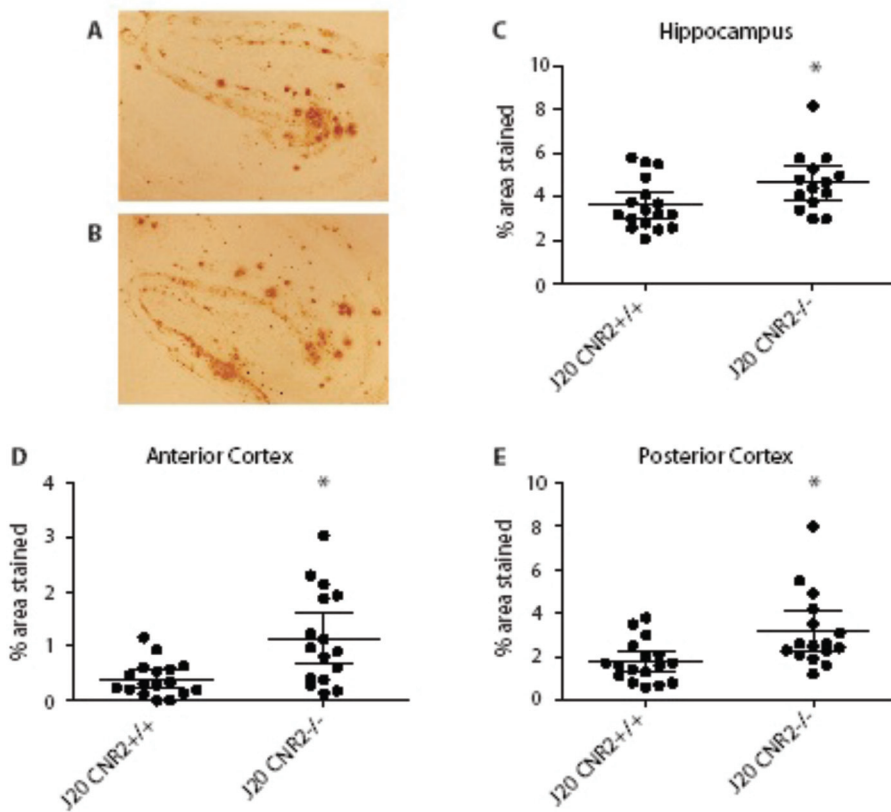 A
B
C
Hippocampus
*
% area stained
10
8
6
4
2
0
J20 CNR2+/+
J20 CNR2-/-
D
Anterior Cortex
*
% area stained
4
3
2
1
0
J20 CNR2+/+
J20 CNR2-/-
E
Posterior Cortex
*
% area stained
10
8
6
4
2
0
J20 CNR2+/+
J20 CNR2-/-